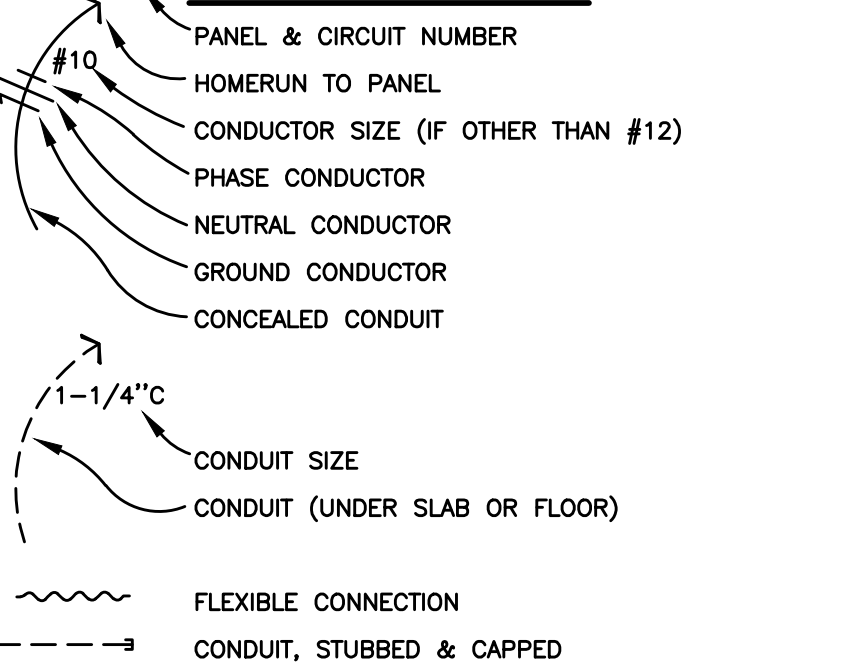 PANEL & CIRCUIT NUMBER
#10
HOMERUN TO PANEL
CONDUCTOR SIZE (IF OTHER THAN #12)
PHASE CONDUCTOR
NEUTRAL CONDUCTOR
GROUND CONDUCTOR
CONCEALED CONDUIT
1-1/4"C
CONDUIT SIZE
CONDUIT (UNDER SLAB OR FLOOR)
FLEXIBLE CONNECTION
CONDUIT, STUBBED & CAPPED